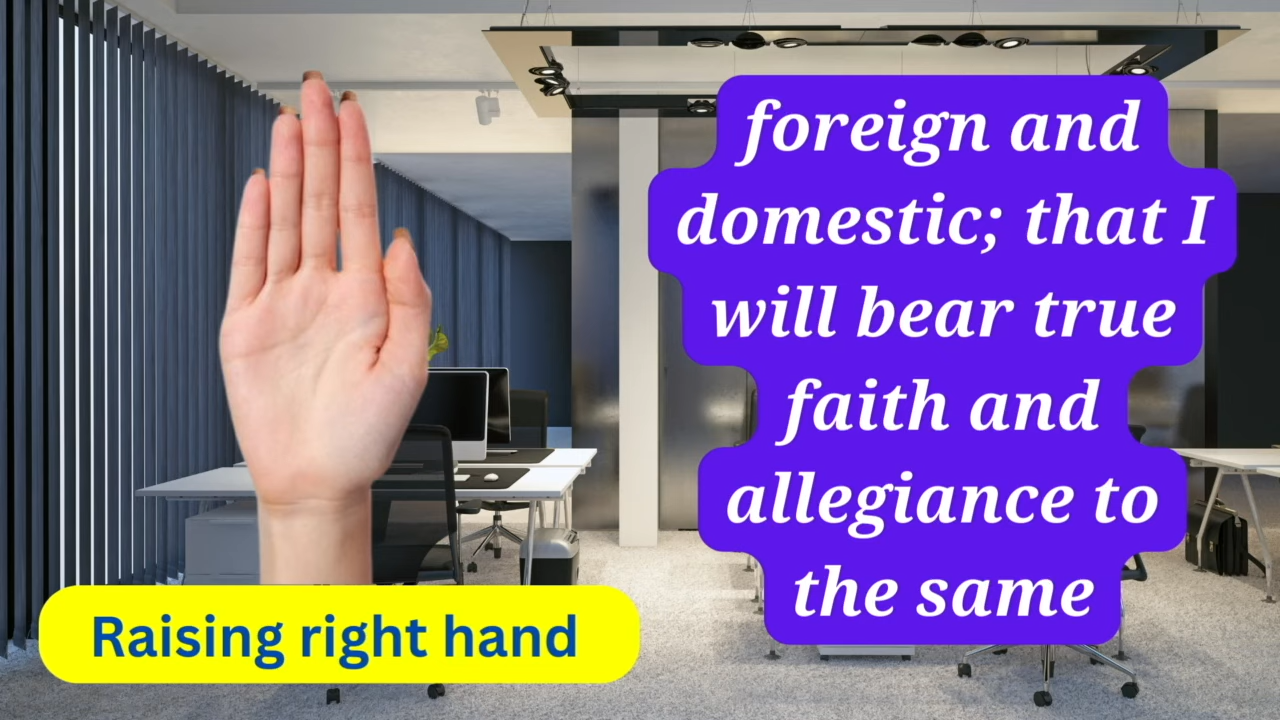 foreign and
domestic; that I
will bear true
faith and
allegiance to
the same
Raising right hand